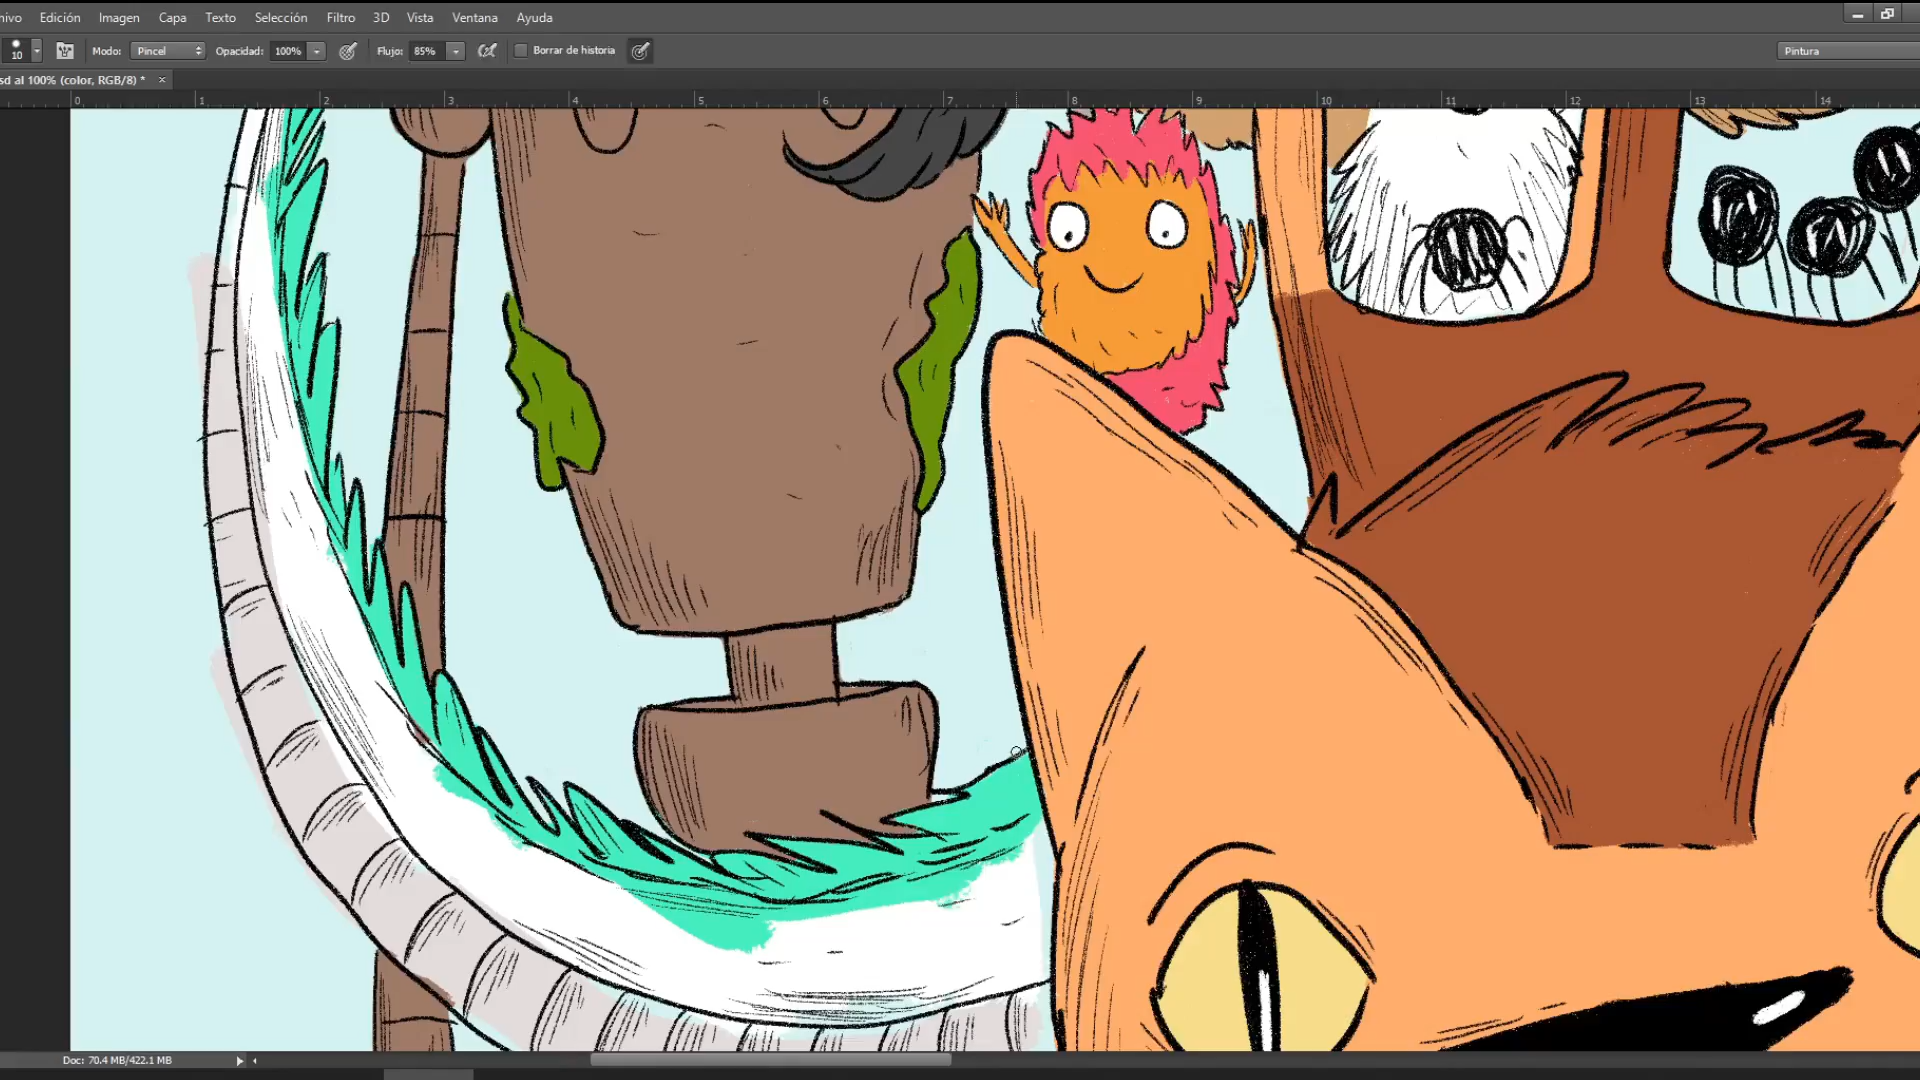 Edición Imagen Capa Texto Selección Filtro 3D Vista Ventana Ayuda
10 Modo: Pincel Opacidad: 100% Flujo: 85% Borrar de historia Pintura
sd al 100% (color, RGB/8) * ×
0 1 2 3 4 5 6 7 8 9 10 11 12 13 14
Doc: 70.4 MB/422.1 MB